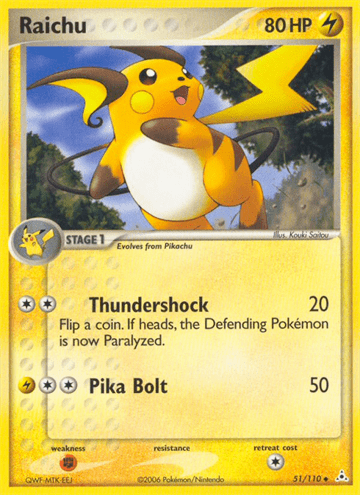 Raichu 80 HP
Illus. Kouki Saitou
STAGE 1
Evolves from Pikachu
Thundershock 20
Flip a coin. If heads, the Defending Pokémon
is now Paralyzed.
Pika Bolt 50
weakness resistance retreat cost
QWF-MTK-EEJ ©2006 Pokémon/Nintendo 51/110